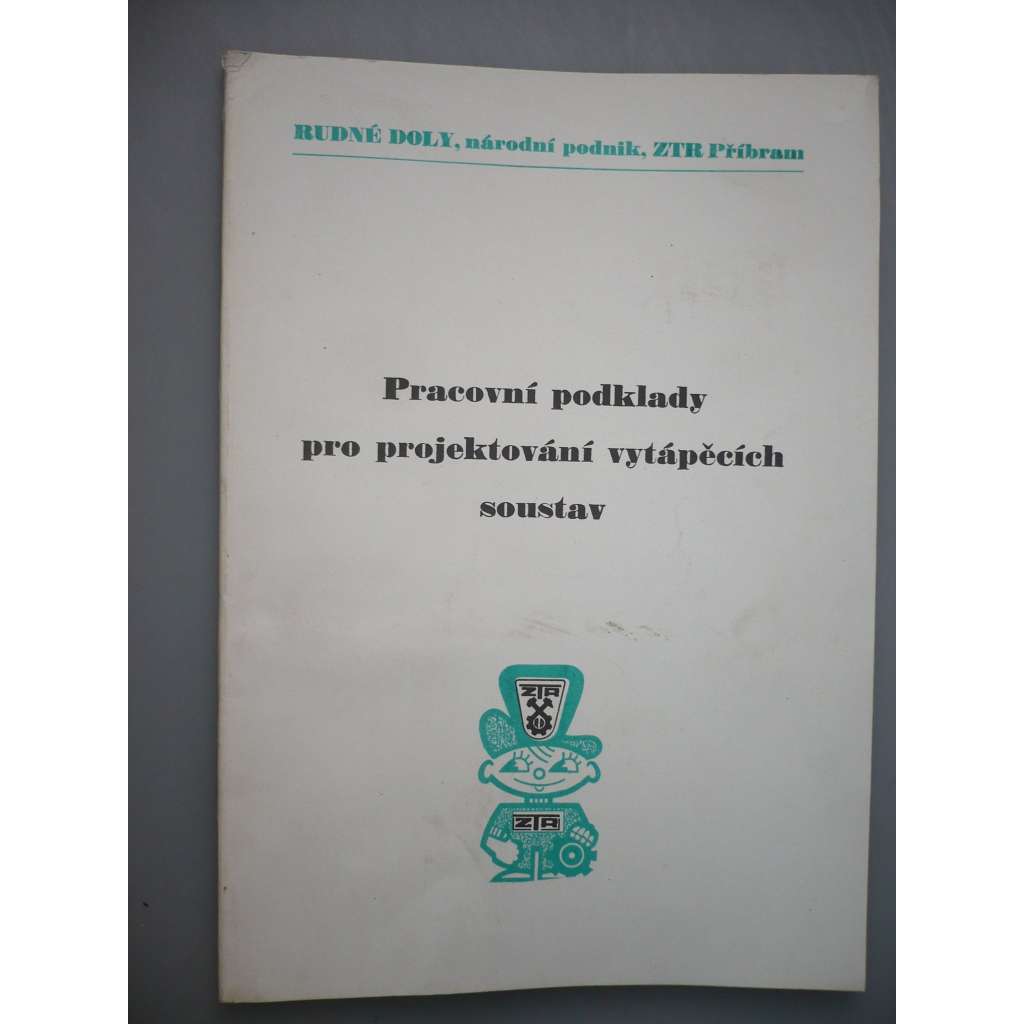 RUDNÉ DOLY, národní podnik, ZTR Příbram
Pracovní podklady
pro projektování vytápěcích
soustav
ZTR
ZTR